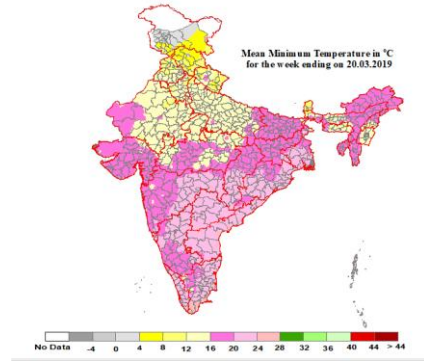 Mean Minimum Temperature in °C
for the week ending on 20.03.2019
No Data -4 0 4 8 12 16 20 24 28 32 36 40 44 > 44